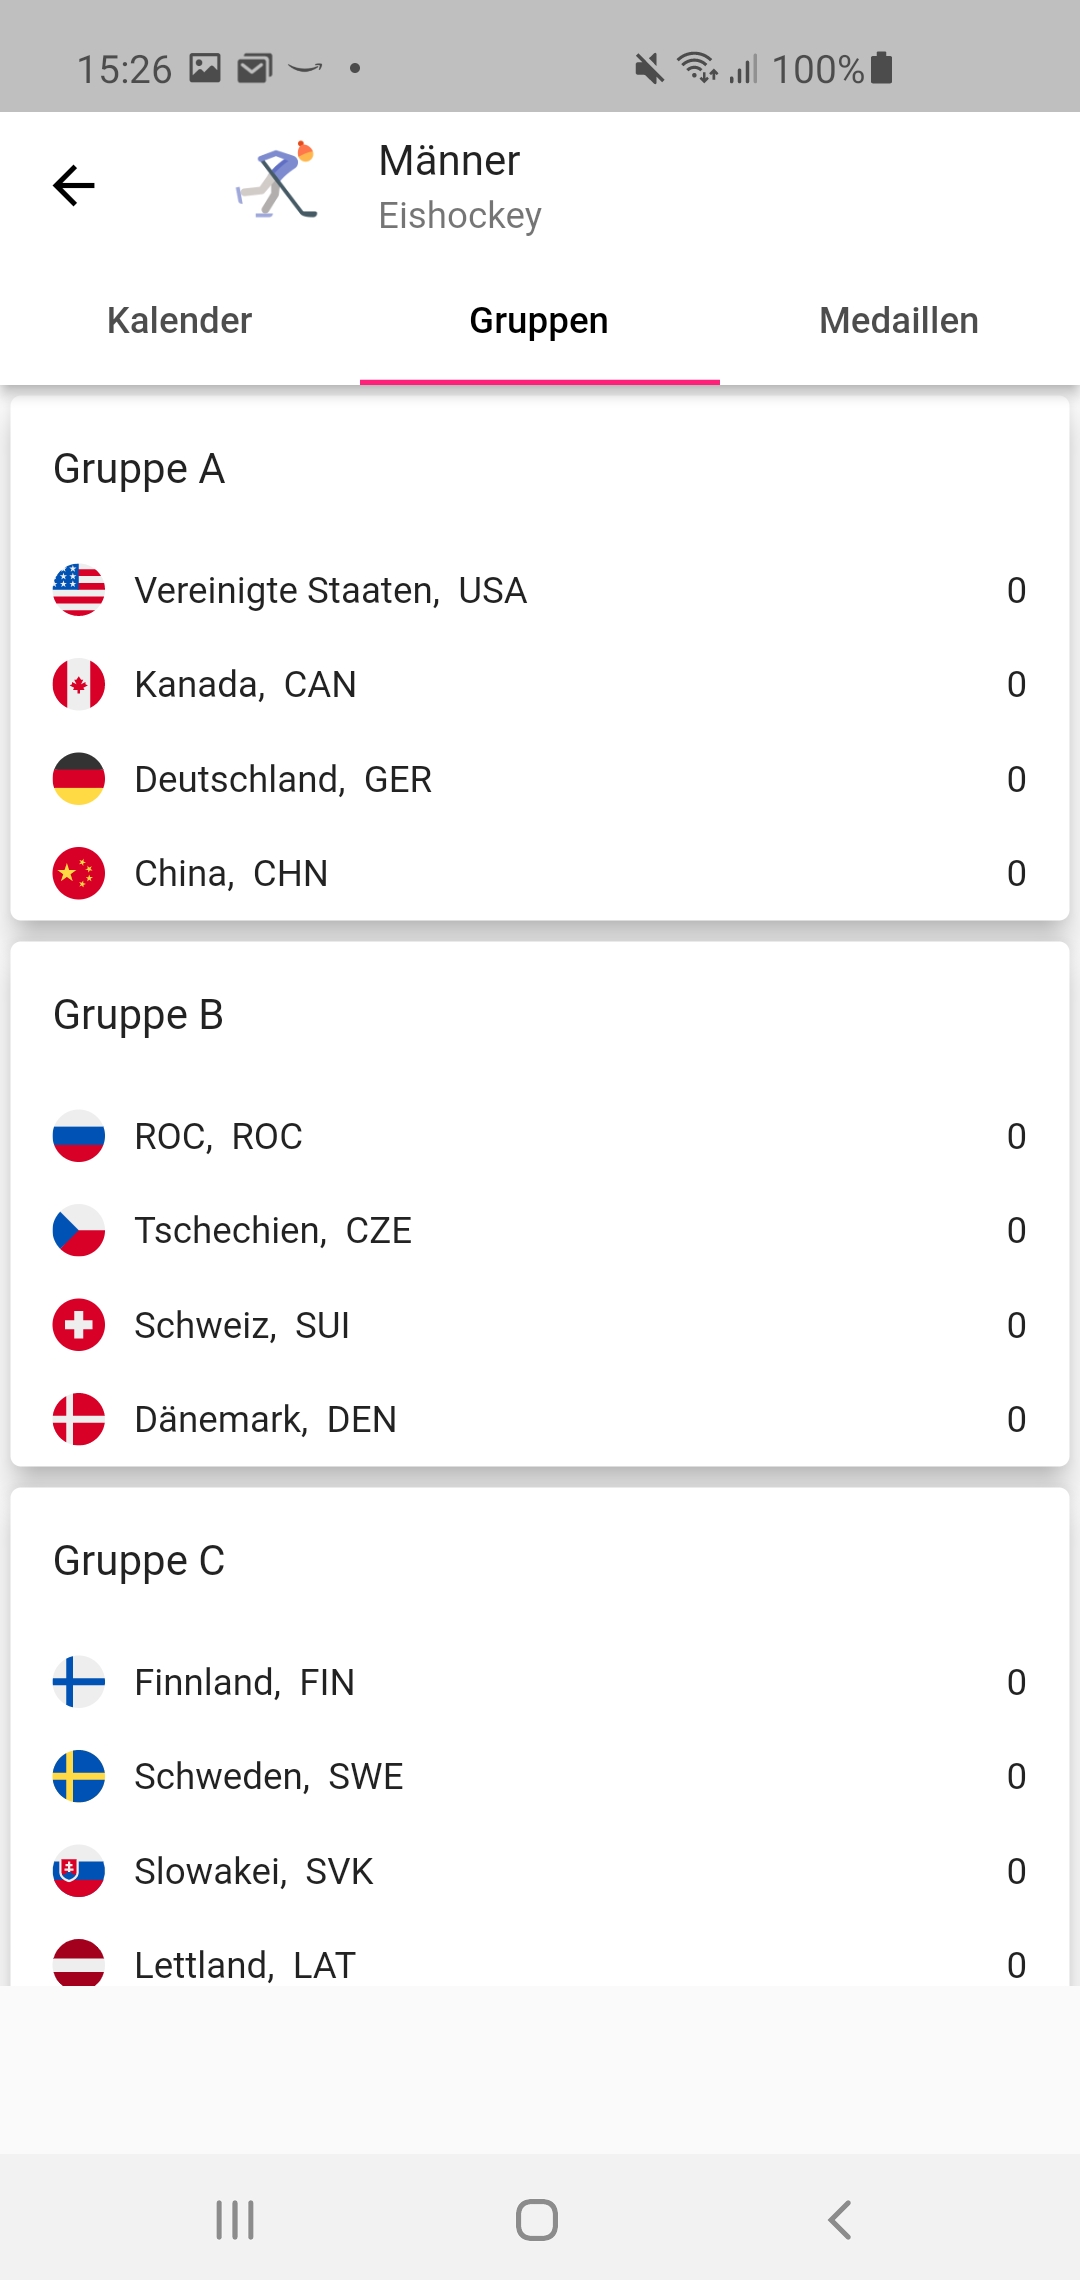 15:26 100%
Männer
Eishockey
Kalender Gruppen Medaillen
Gruppe A
Vereinigte Staaten, USA 0
Kanada, CAN 0
Deutschland, GER 0
China, CHN 0
Gruppe B
ROC, ROC 0
Tschechien, CZE 0
Schweiz, SUI 0
Dänemark, DEN 0
Gruppe C
Finnland, FIN 0
Schweden, SWE 0
Slowakei, SVK 0
Lettland, LAT 0